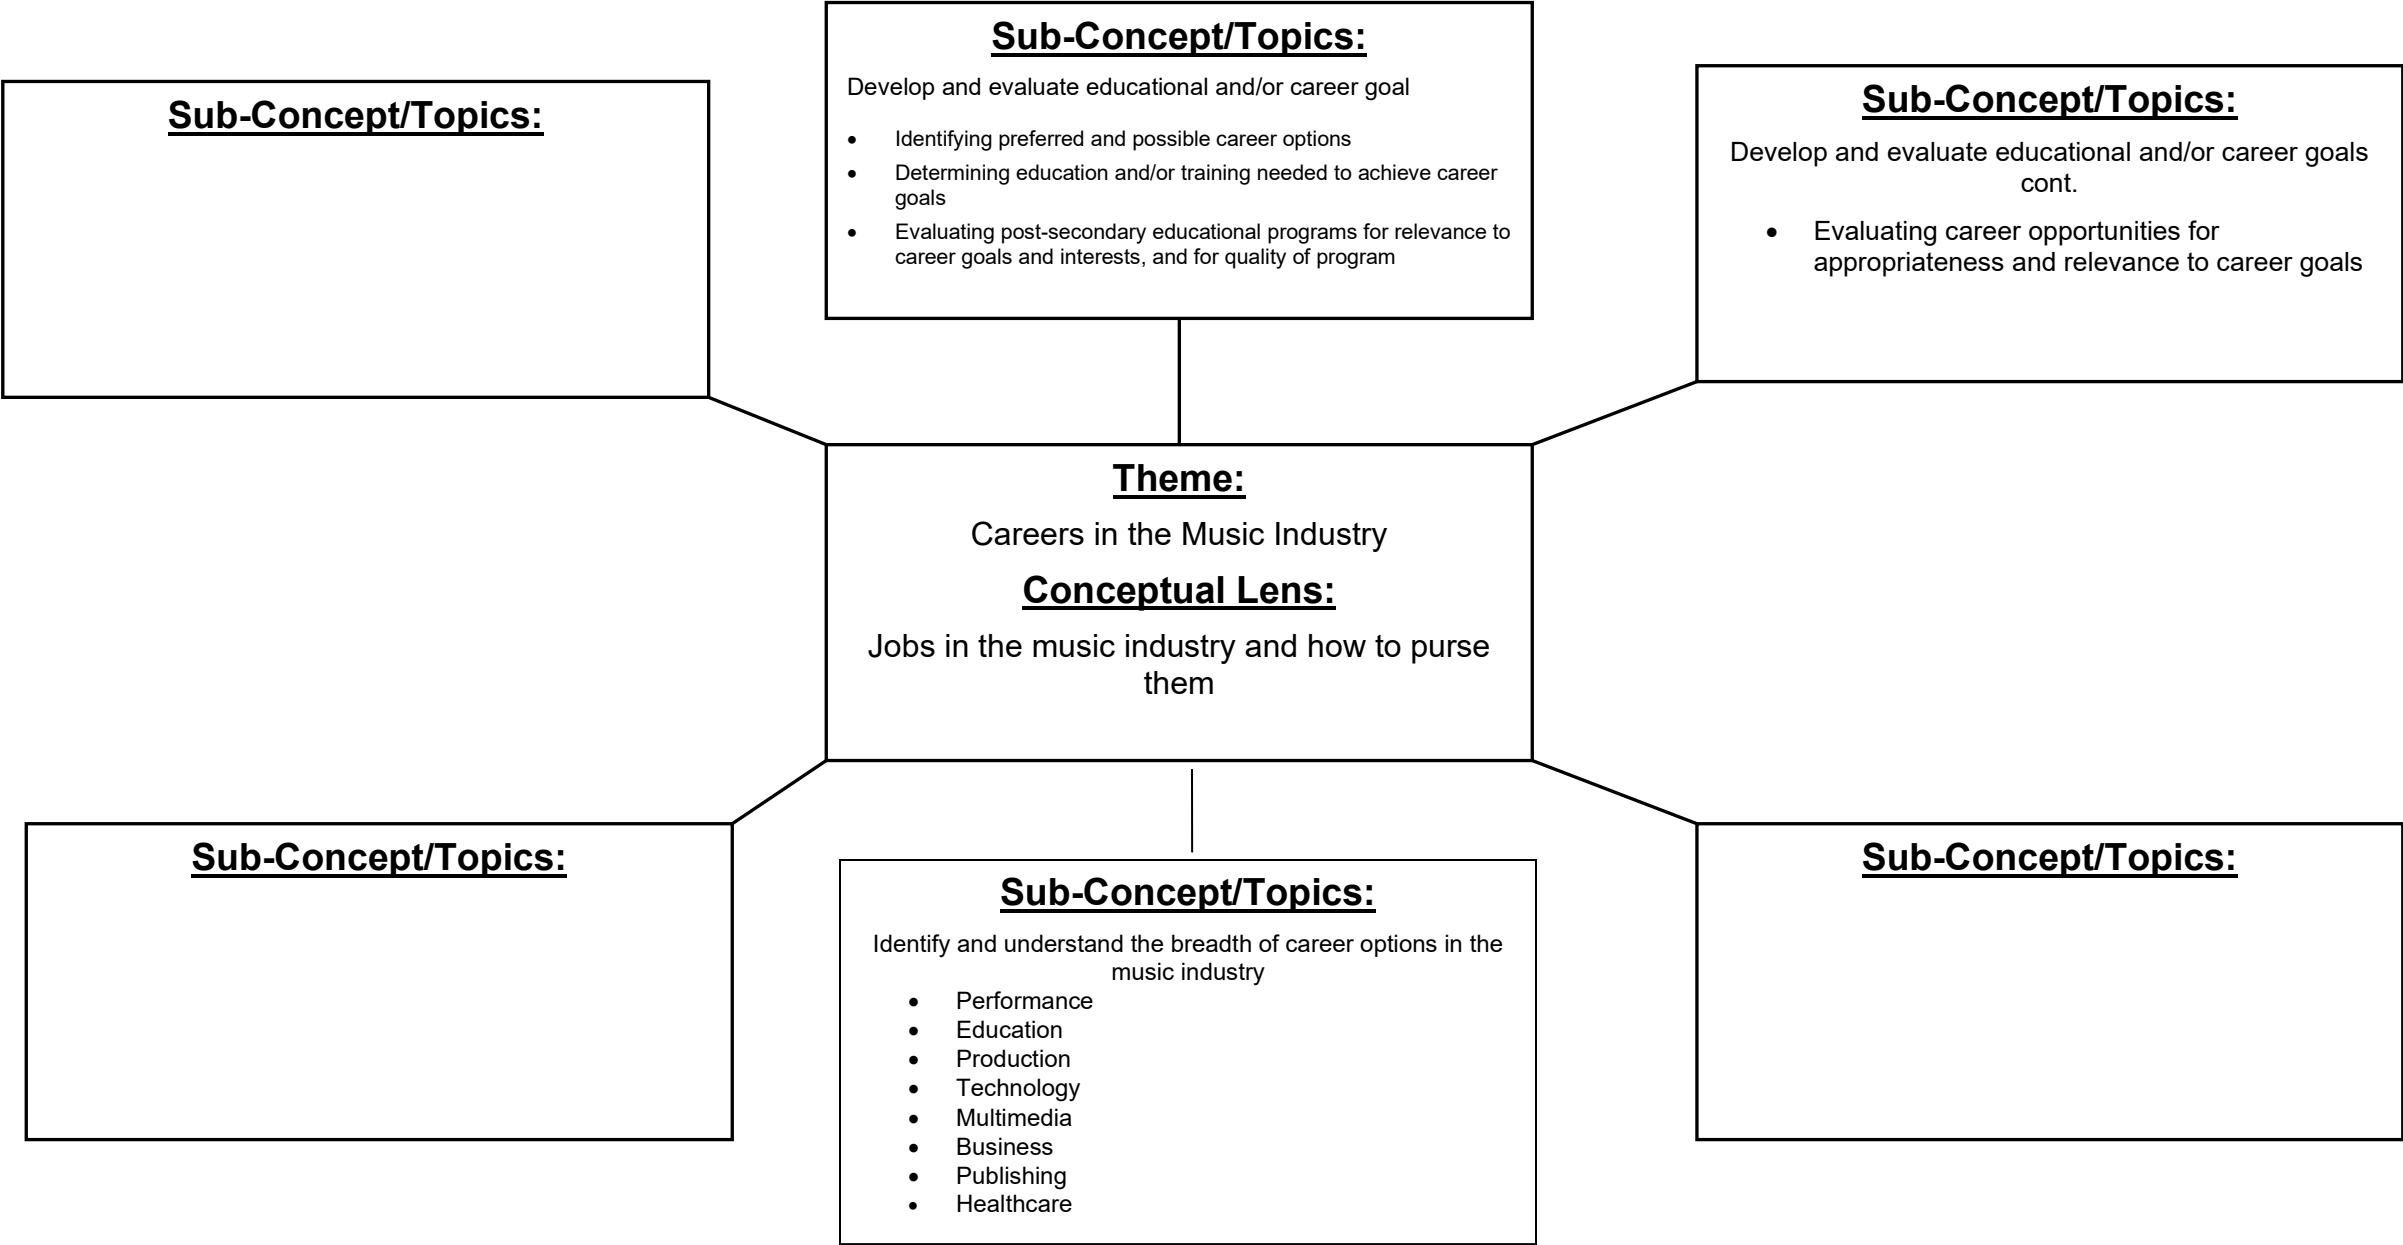 Sub-Concept/Topics:
Sub-Concept/Topics:
Develop and evaluate educational and/or career goal
• Identifying preferred and possible career options
• Determining education and/or training needed to achieve career
goals
• Evaluating post-secondary educational programs for relevance to
career goals and interests, and for quality of program
Sub-Concept/Topics:
Develop and evaluate educational and/or career goals
cont.
• Evaluating career opportunities for
appropriateness and relevance to career goals
Theme:
Careers in the Music Industry
Conceptual Lens:
Jobs in the music industry and how to purse
them
Sub-Concept/Topics:
Sub-Concept/Topics:
Identify and understand the breadth of career options in the
music industry
• Performance
• Education
• Production
• Technology
• Multimedia
• Business
• Publishing
• Healthcare
Sub-Concept/Topics: